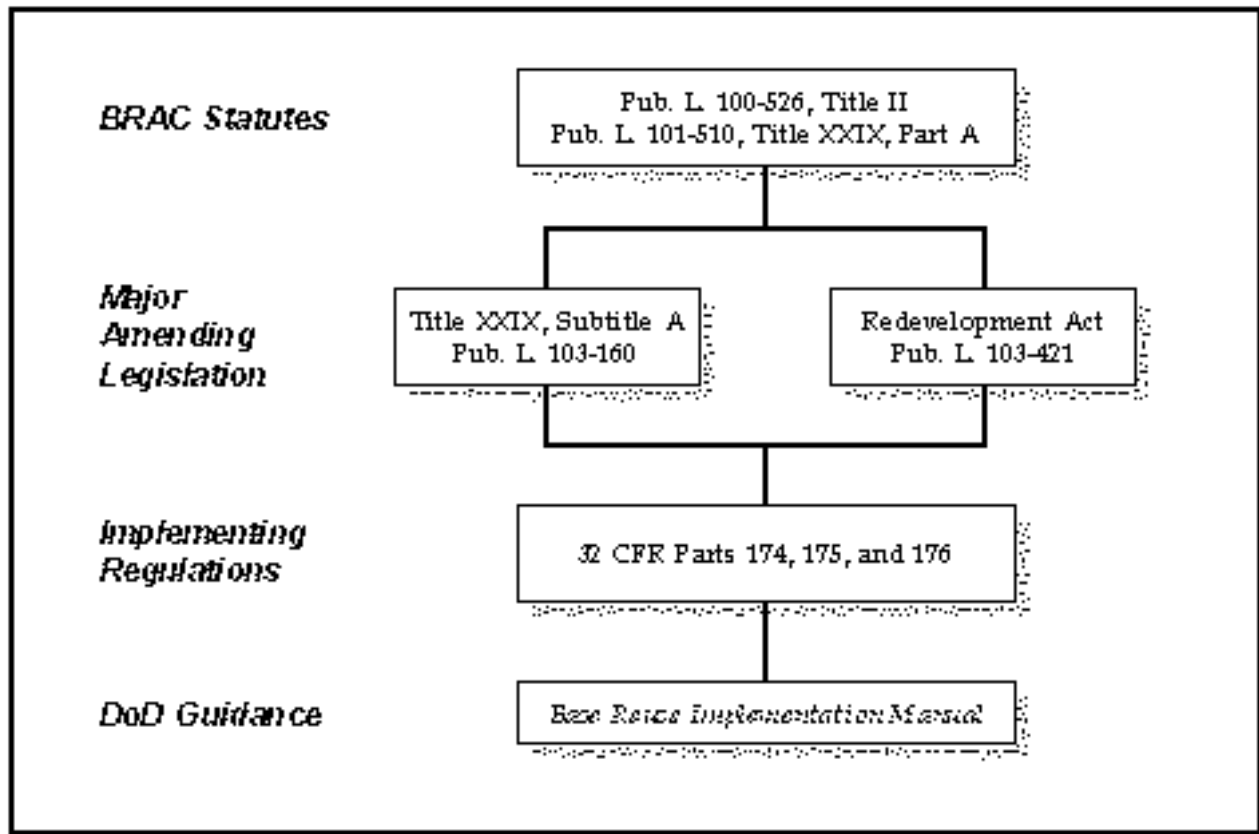 BRAC Statutes
Pub. L. 100-526, Title II
Pub. L. 101-510, Title XXIX, Part A
Major
Amending
Legislation
Title XXIX, Subtitle A
Pub. L. 103-160
Redevelopment Act
Pub. L. 103-421
Implementing
Regulations
32 CFR Parts 174, 175, and 176
DoD Guidance
Base Reuse Implementation Manual